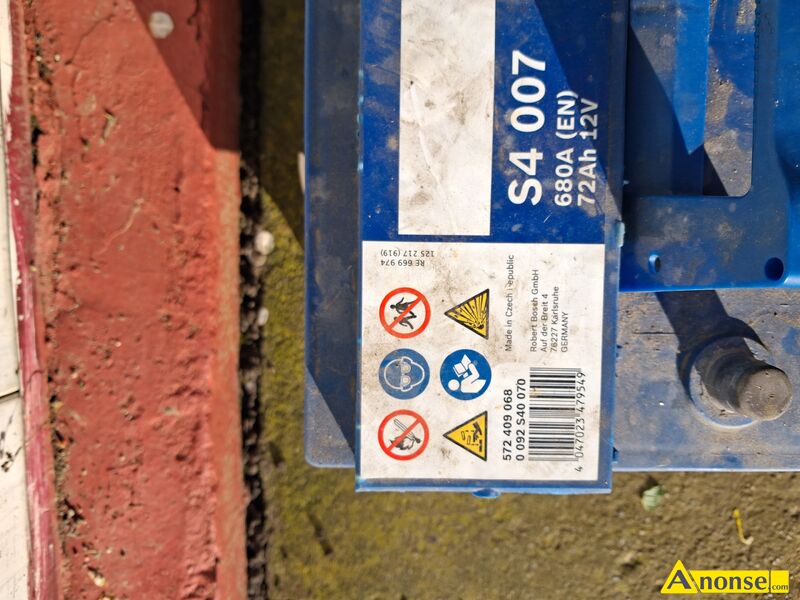 S4 007
680A (EN)
72Ah 12V
RE 669 974
125 217 (919)
Made in Czech Republic
Robert Bosch GmbH
Auf der Breit 4
76227 Karlsruhe
GERMANY
572 409 068
0 092 S40 070
4 047023 479549
Anonse.com